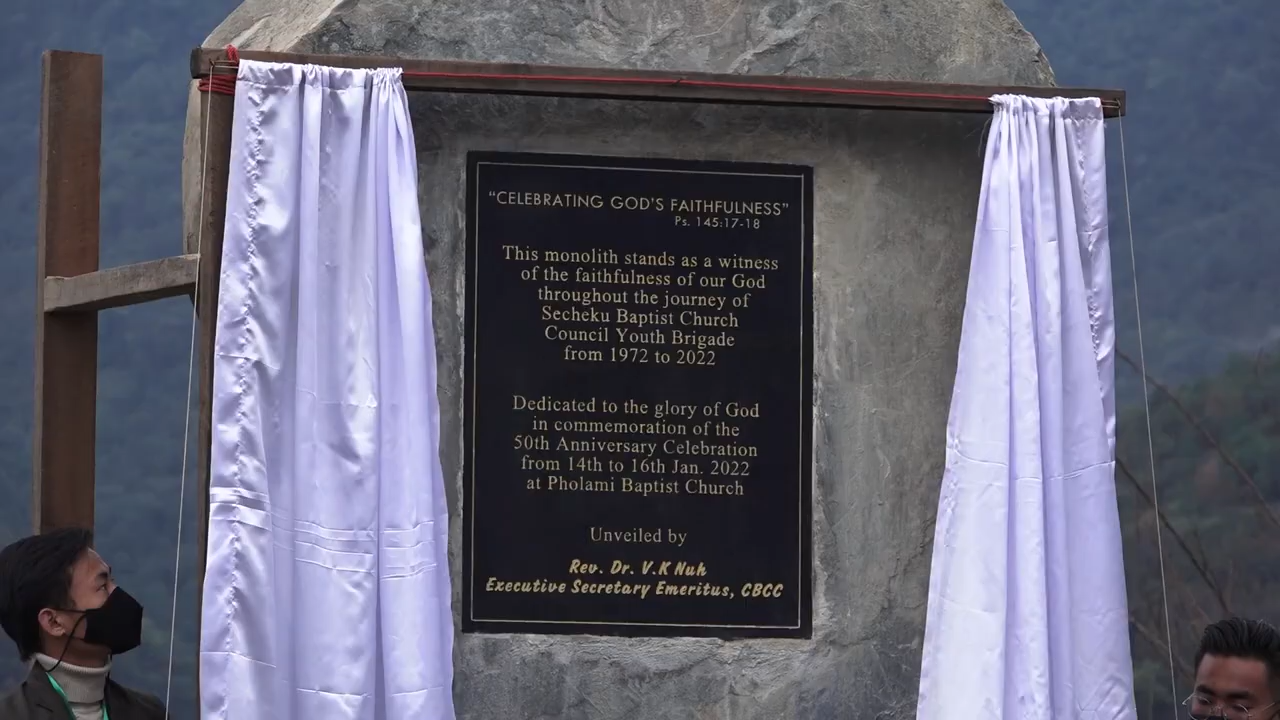 “CELEBRATING GOD'S FAITHFULNESS”
Ps. 145:17-18
This monolith stands as a witness
of the faithfulness of our God
throughout the journey of
Secheku Baptist Church
Council Youth Brigade
from 1972 to 2022
Dedicated to the glory of God
in commemoration of the
50th Anniversary Celebration
from 14th to 16th Jan. 2022
at Pholami Baptist Church
Unveiled by
Rev. Dr. V.K Nuh
Executive Secretary Emeritus, CBCC